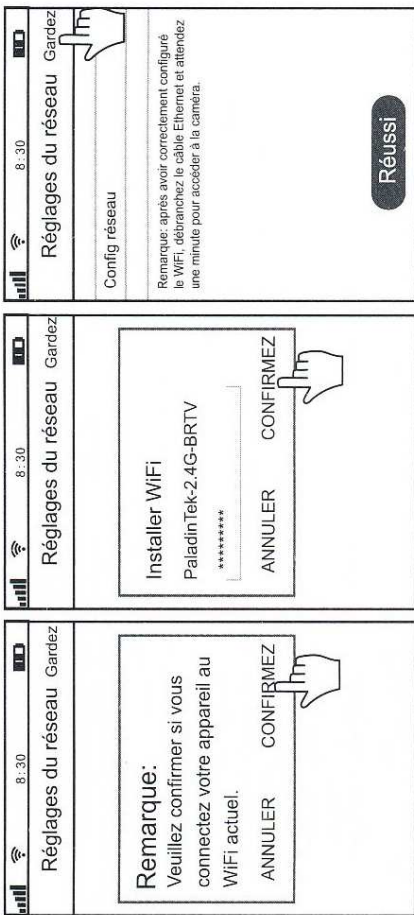 8:30
Réglages du réseau Gardez
Remarque:
Veuillez confirmer si vous
connectez votre appareil au
WiFi actuel.
ANNULER CONFIRMEZ
8:30
Réglages du réseau Gardez
Installer WiFi
PaladinTek-2.4G-BRTV
*********
ANNULER CONFIRMEZ
8:30
Réglages du réseau Gardez
Config réseau
Remarque: après avoir correctement configuré
le WiFi, débranchez le câble Ethernet et attendez
une minute pour accéder à la caméra.
Réussi